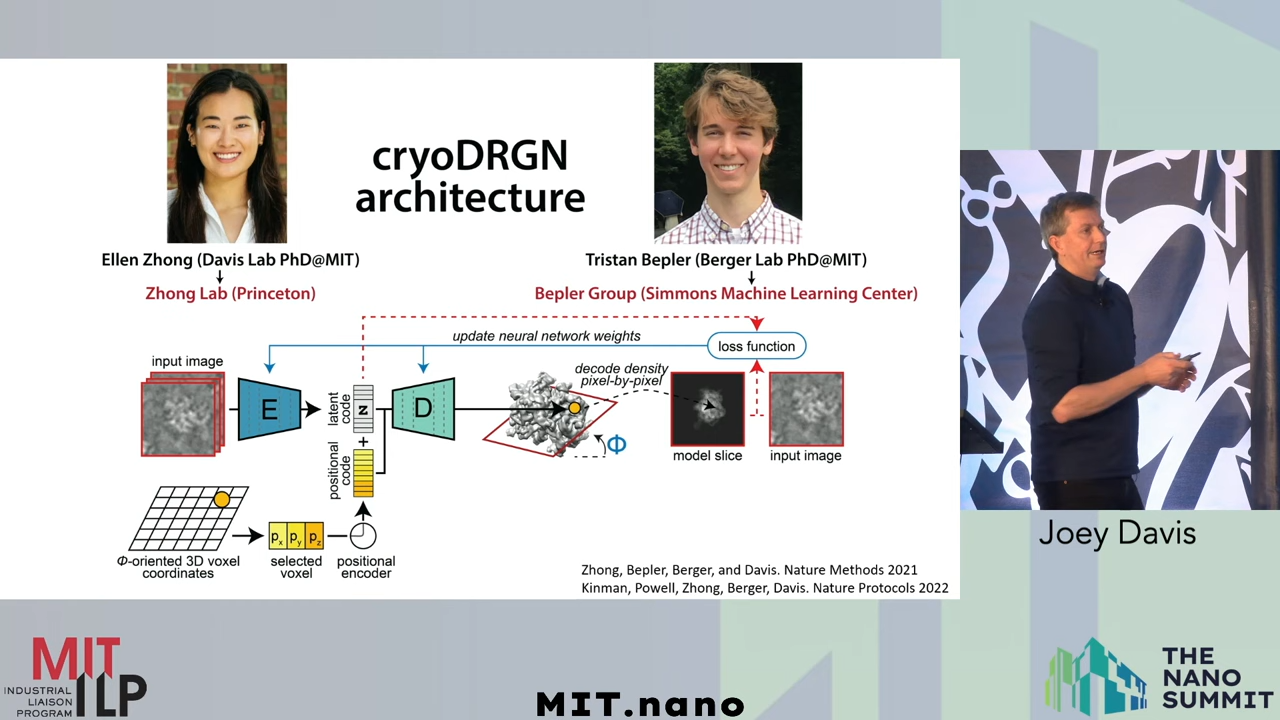 cryoDRGN
architecture
Ellen Zhong (Davis Lab PhD@MIT)
Zhong Lab (Princeton)
Tristan Bepler (Berger Lab PhD@MIT)
Bepler Group (Simmons Machine Learning Center)
update neural network weights
loss function
input image
E
latent
code
z
+
positional
code
D
decode density
pixel-by-pixel
Φ
model slice
input image
Φ-oriented 3D voxel
coordinates
px py pz
selected
voxel
positional
encoder
Zhong, Bepler, Berger, and Davis. Nature Methods 2021
Kinman, Powell, Zhong, Berger, Davis. Nature Protocols 2022
Joey Davis
MIT
ILP
INDUSTRIAL
LIAISON
PROGRAM
MIT.nano
THE
NANO
SUMMIT